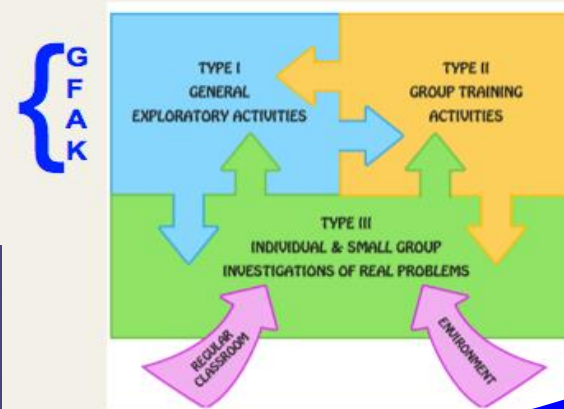 G
F
A
K
TYPE I
GENERAL
EXPLORATORY ACTIVITIES
TYPE II
GROUP TRAINING
ACTIVITIES
TYPE III
INDIVIDUAL & SMALL GROUP
INVESTIGATIONS OF REAL PROBLEMS
REGULAR
CLASSROOM
ENVIRONMENT